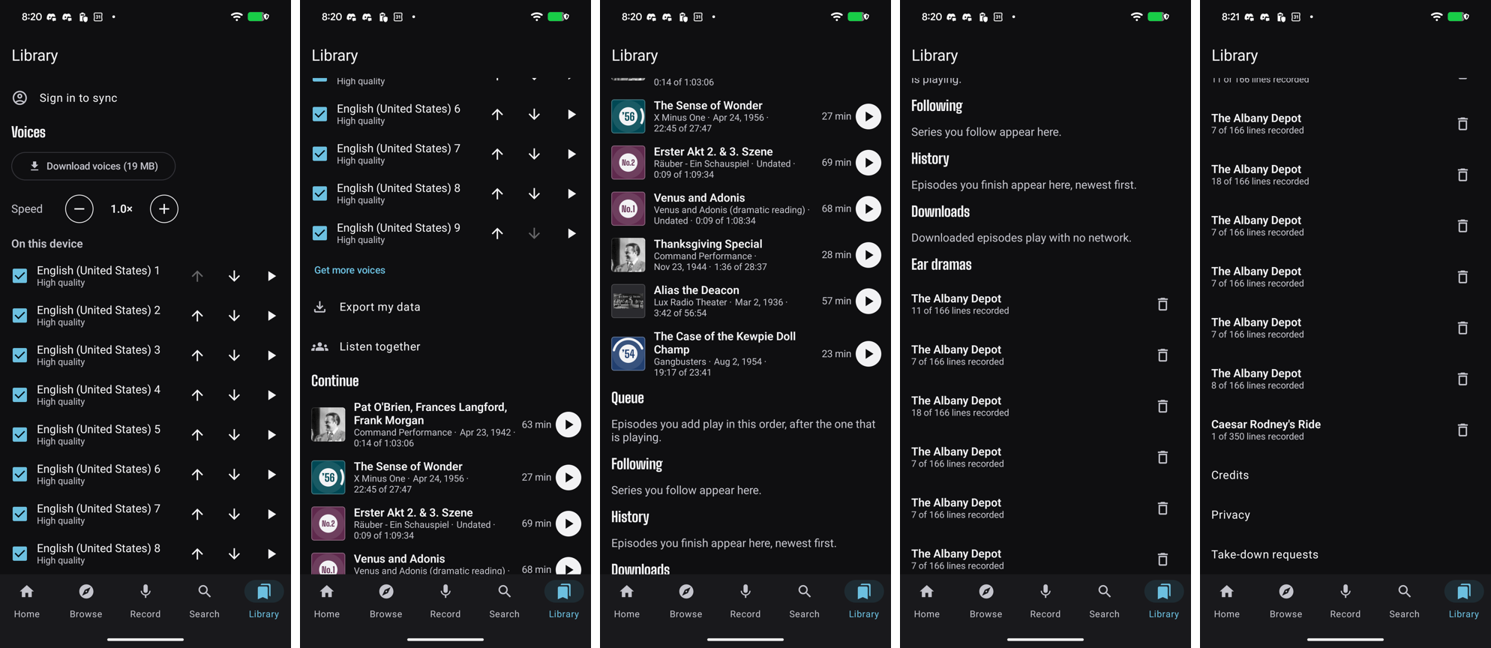 8:20
Library
Sign in to sync
Voices
Download voices (19 MB)
Speed
1.0×
On this device
English (United States) 1
High quality
English (United States) 2
High quality
English (United States) 3
High quality
English (United States) 4
High quality
English (United States) 5
High quality
English (United States) 6
High quality
English (United States) 7
High quality
English (United States) 8
High quality
Home
Browse
Record
Search
Library
8:20
Library
High quality
English (United States) 6
High quality
English (United States) 7
High quality
English (United States) 8
High quality
English (United States) 9
High quality
Get more voices
Export my data
Listen together
Continue
Pat O'Brien, Frances Langford,
Frank Morgan
Command Performance · Apr 23, 1942 ·
0:14 of 1:03:06
63 min
'56
The Sense of Wonder
X Minus One · Apr 24, 1956 ·
22:45 of 27:47
27 min
No.2
Erster Akt 2. & 3. Szene
Räuber - Ein Schauspiel · Undated ·
0:09 of 1:09:34
69 min
No.1
Venus and Adonis
Venus and Adonis (dramatic reading) ·
68 min
Home
Browse
Record
Search
Library
8:20
Library
0:14 of 1:03:06
'56
The Sense of Wonder
X Minus One · Apr 24, 1956 ·
22:45 of 27:47
27 min
No.2
Erster Akt 2. & 3. Szene
Räuber - Ein Schauspiel · Undated ·
0:09 of 1:09:34
69 min
No.1
Venus and Adonis
Venus and Adonis (dramatic reading) ·
Undated · 0:09 of 1:08:34
68 min
Thanksgiving Special
Command Performance ·
Nov 23, 1944 · 1:36 of 28:37
28 min
Alias the Deacon
Lux Radio Theater · Mar 2, 1936 ·
3:42 of 56:54
57 min
'54
The Case of the Kewpie Doll
Champ
Gangbusters · Aug 2, 1954 ·
19:17 of 23:41
23 min
Queue
Episodes you add play in this order, after the one that
is playing.
Following
Series you follow appear here.
History
Episodes you finish appear here, newest first.
Downloads
Home
Browse
Record
Search
Library
8:20
Library
is playing.
Following
Series you follow appear here.
History
Episodes you finish appear here, newest first.
Downloads
Downloaded episodes play with no network.
Ear dramas
The Albany Depot
11 of 166 lines recorded
The Albany Depot
7 of 166 lines recorded
The Albany Depot
18 of 166 lines recorded
The Albany Depot
7 of 166 lines recorded
The Albany Depot
7 of 166 lines recorded
The Albany Depot
7 of 166 lines recorded
Home
Browse
Record
Search
Library
8:21
Library
11 of 166 lines recorded
The Albany Depot
7 of 166 lines recorded
The Albany Depot
18 of 166 lines recorded
The Albany Depot
7 of 166 lines recorded
The Albany Depot
7 of 166 lines recorded
The Albany Depot
7 of 166 lines recorded
The Albany Depot
8 of 166 lines recorded
Caesar Rodney's Ride
1 of 350 lines recorded
Credits
Privacy
Take-down requests
Home
Browse
Record
Search
Library